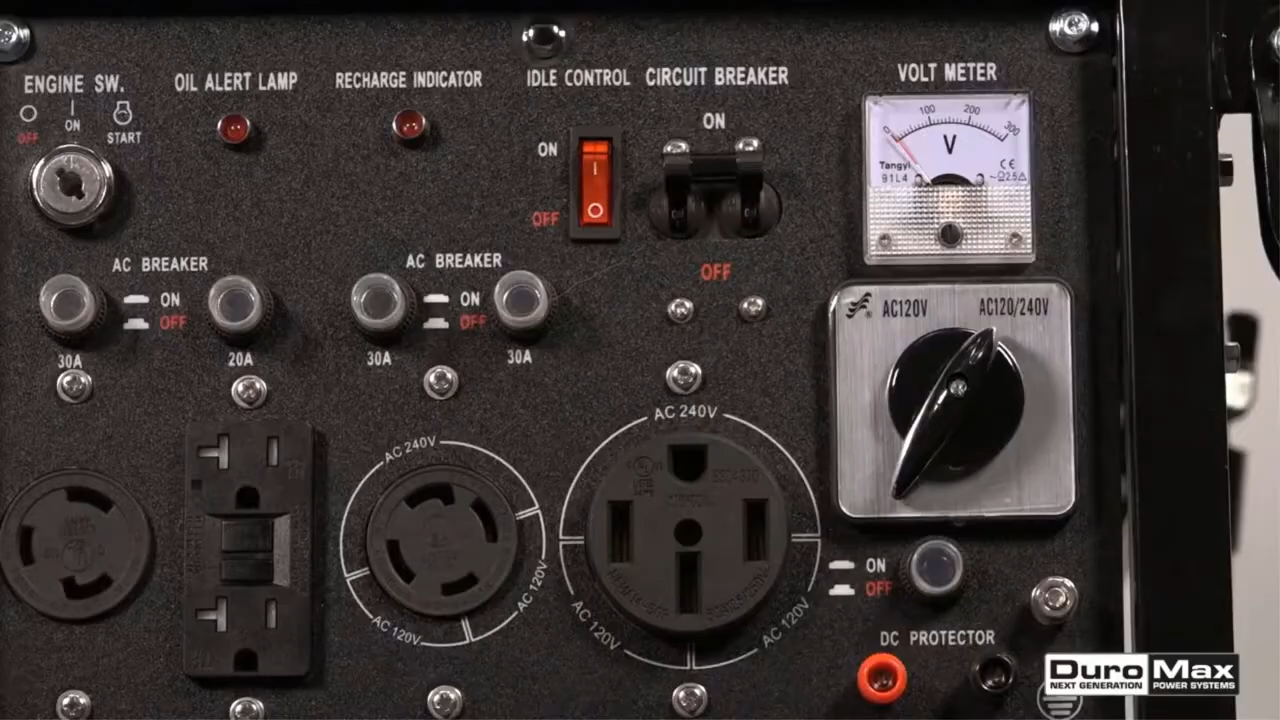 ENGINE SW.
OFF
ON
START
OIL ALERT LAMP
RECHARGE INDICATOR
IDLE CONTROL
ON
OFF
CIRCUIT BREAKER
ON
OFF
VOLT METER
0 100 200 300
V
Tangyi
91L4
CE
~ 2.5
AC BREAKER
ON
OFF
30A
20A
AC BREAKER
ON
OFF
30A
30A
AC120V
AC120/240V
AC 240V
AC 120V
AC 120V
AC 240V
AC 120V
AC 120V
ON
OFF
DC PROTECTOR
DuroMax
NEXT GENERATION POWER SYSTEMS